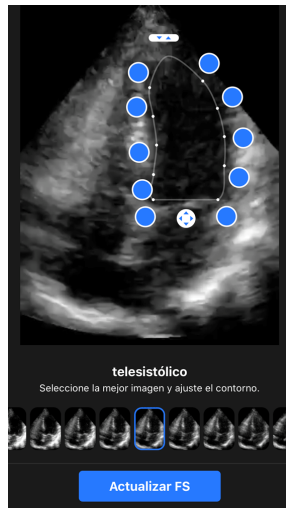 telesistólico
Seleccione la mejor imagen y ajuste el contorno.
Actualizar FS